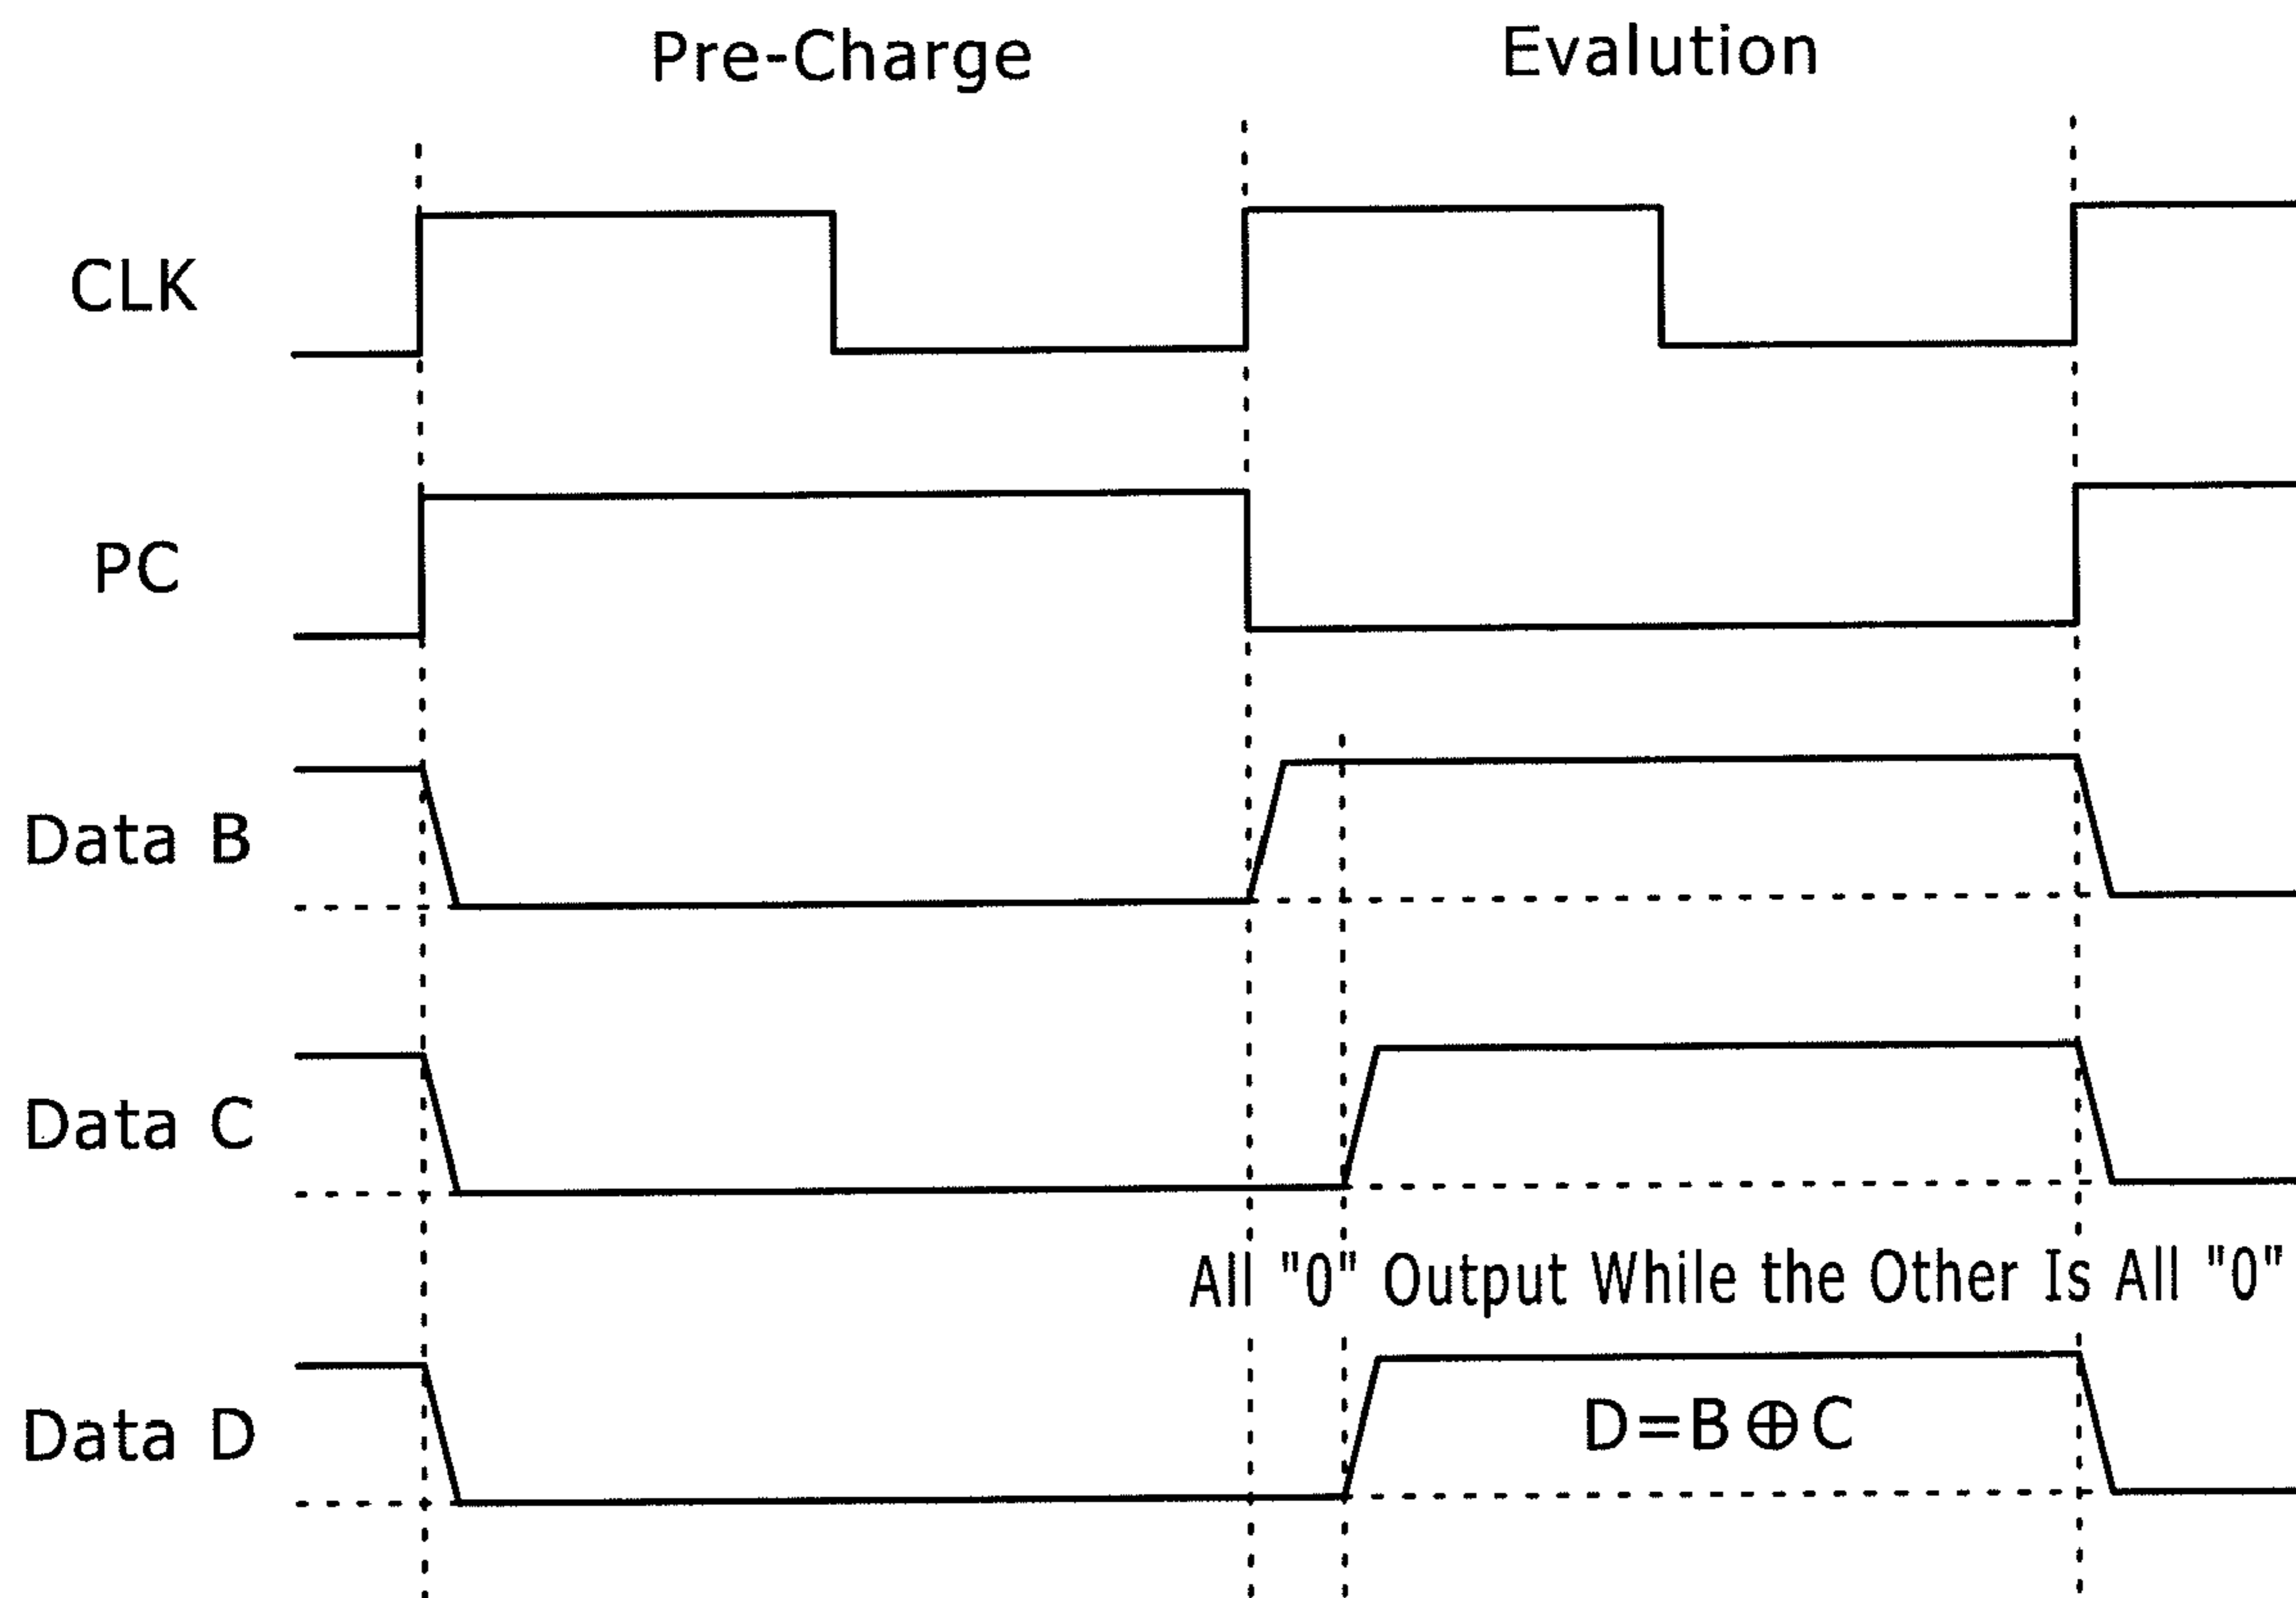 Pre-Charge
Evalution
CLK
PC
Data B
Data C
All "0" Output While the Other Is All "0"
Data D
D=B⊕C